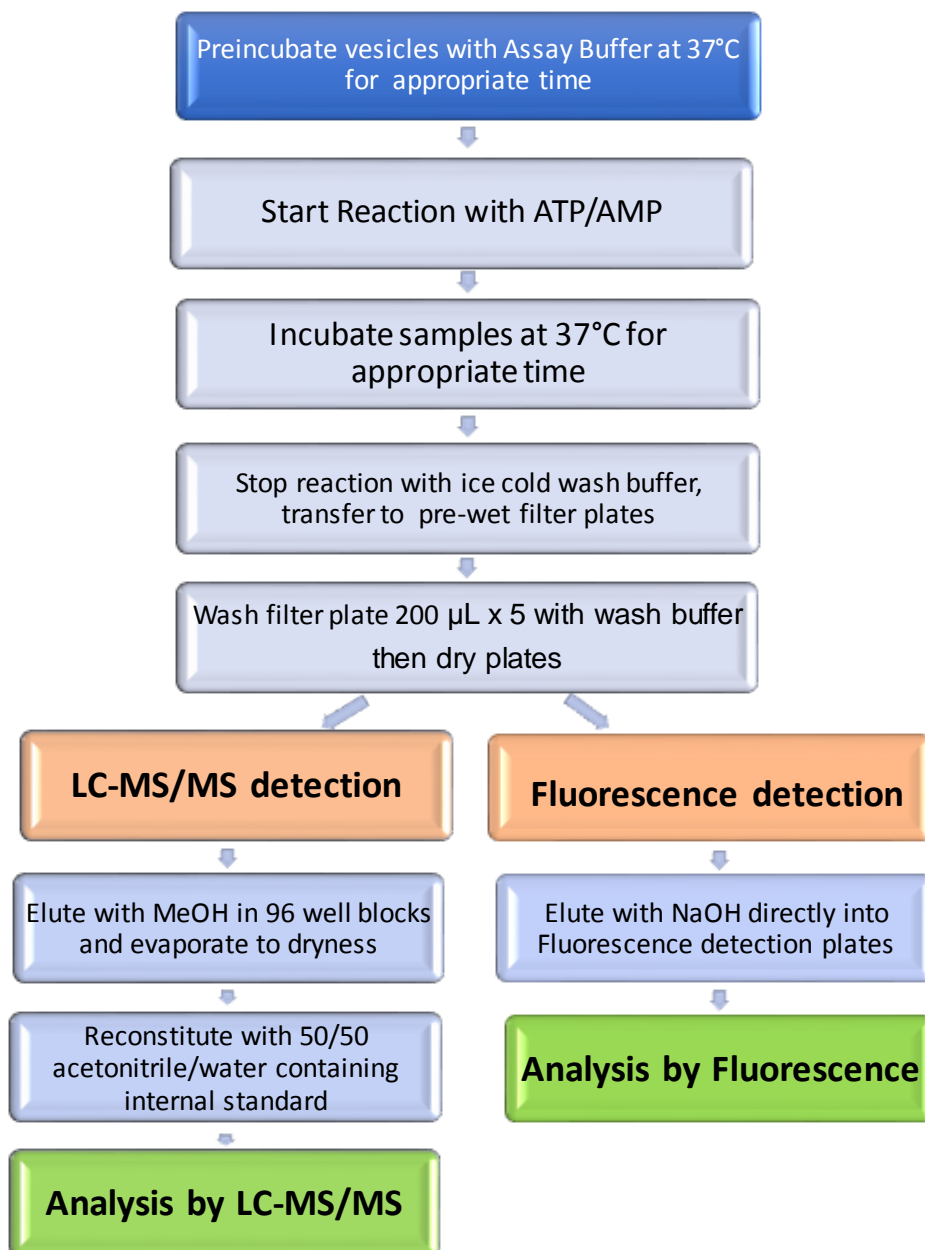 Preincubate vesicles with Assay Buffer at 37°C
for appropriate time
Start Reaction with ATP/AMP
Incubate samples at 37°C for
appropriate time
Stop reaction with ice cold wash buffer,
transfer to pre-wet filter plates
Wash filter plate 200 µL x 5 with wash buffer
then dry plates
LC-MS/MS detection
Fluorescence detection
Elute with MeOH in 96 well blocks
and evaporate to dryness
Elute with NaOH directly into
Fluorescence detection plates
Reconstitute with 50/50
acetonitrile/water containing
internal standard
Analysis by Fluorescence
Analysis by LC-MS/MS